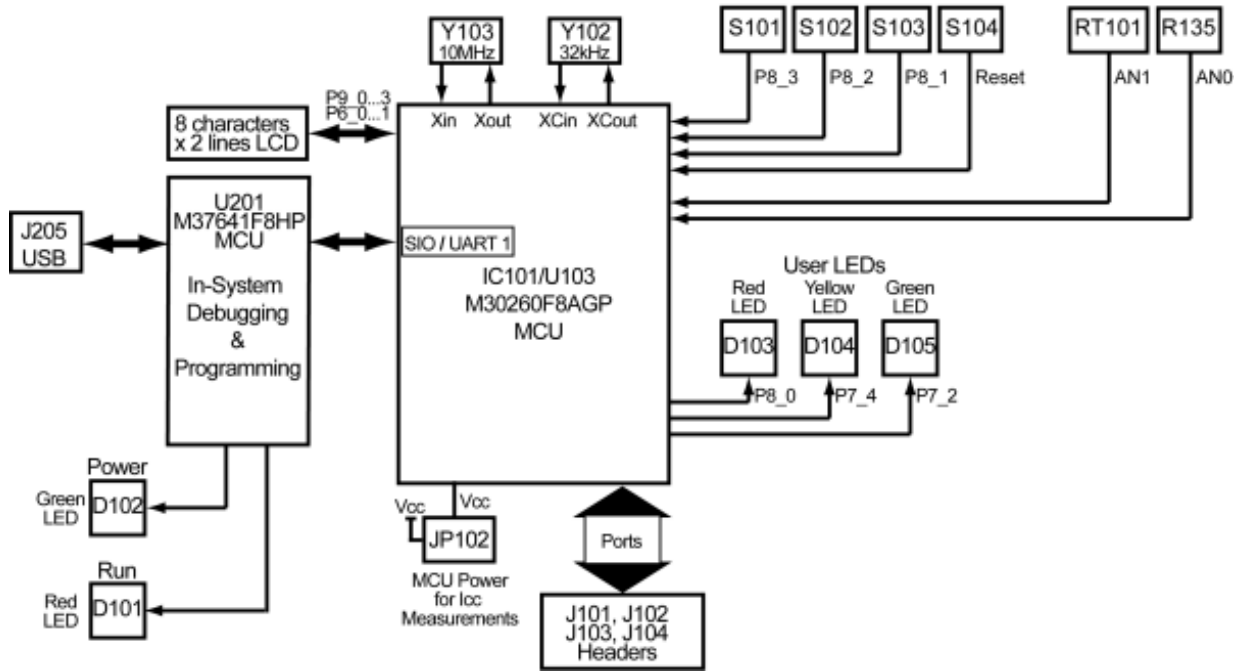 Y103
10MHz
Y102
32kHz
S101
S102
S103
S104
RT101
R135
P8_3
P8_2
P8_1
Reset
AN1
AN0
P9_0...3
P6_0...1
Xin
Xout
XCin
XCout
8 characters
x 2 lines LCD
U201
M37641F8HP
MCU
In-System
Debugging
&
Programming
J205
USB
SIO / UART 1
IC101/U103
M30260F8AGP
MCU
User LEDs
Red
LED
Yellow
LED
Green
LED
D103
D104
D105
P8_0
P7_4
P7_2
Power
Green
LED
D102
Run
Red
LED
D101
Vcc
Vcc
JP102
MCU Power
for Icc
Measurements
Ports
J101, J102
J103, J104
Headers